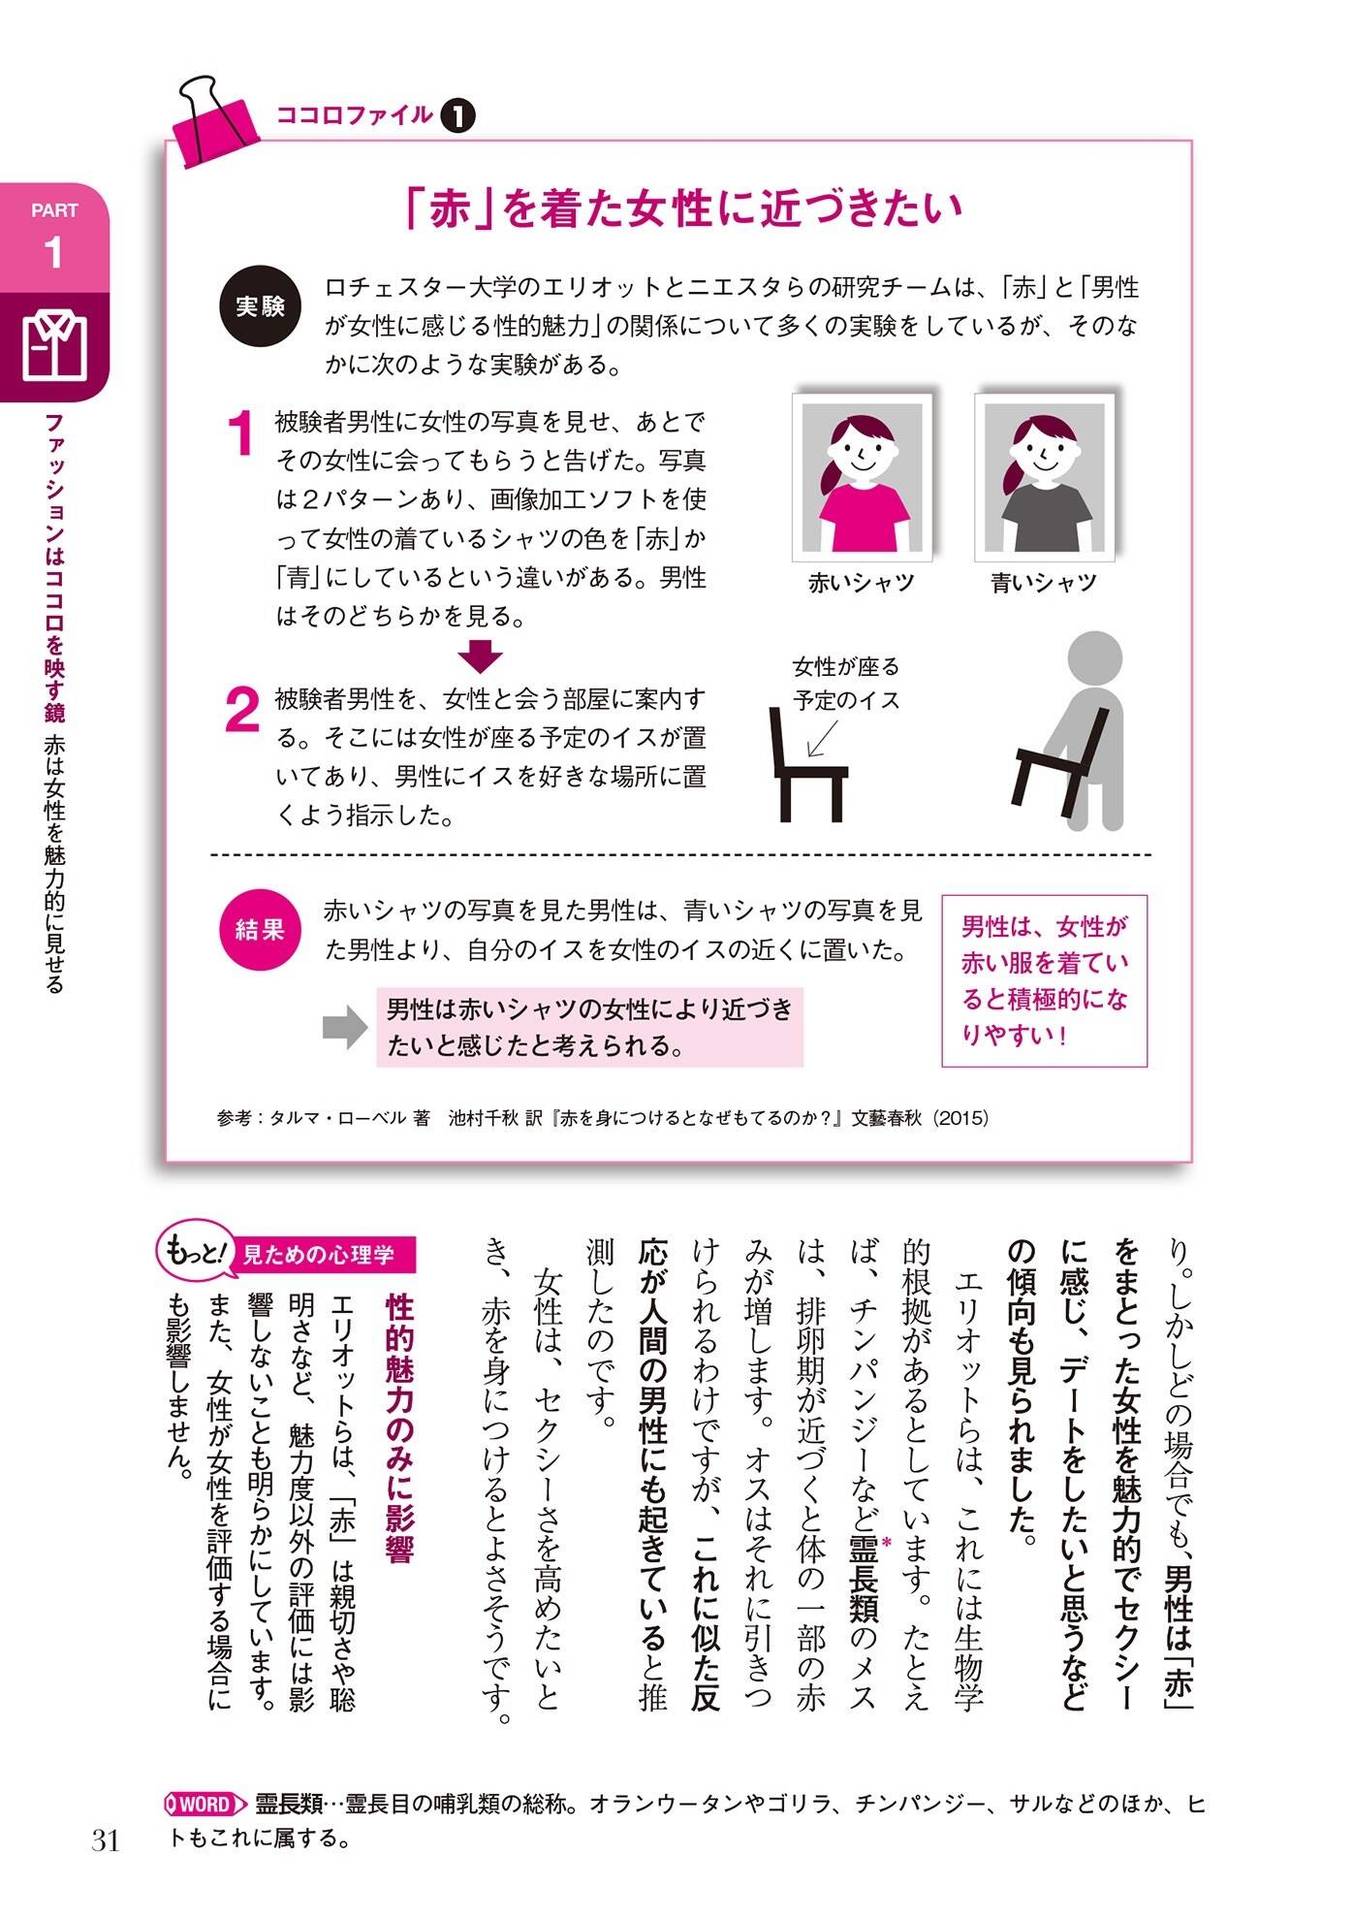 ココロファイル❶
「赤」を着た女性に近づきたい
実験
ロチェスター大学のエリオットとニエスタらの研究チームは、「赤」と「男性
が女性に感じる性的魅力」の関係について多くの実験をしているが、そのな
かに次のような実験がある。
1
被験者男性に女性の写真を見せ、あとで
その女性に会ってもらうと告げた。写真
は2パターンあり、画像加工ソフトを使
って女性の着ているシャツの色を「赤」か
「青」にしているという違いがある。男性
はそのどちらかを見る。
赤いシャツ
青いシャツ
2
被験者男性を、女性と会う部屋に案内す
る。そこには女性が座る予定のイスが置
いてあり、男性にイスを好きな場所に置
くよう指示した。
女性が座る
予定のイス
結果
赤いシャツの写真を見た男性は、青いシャツの写真を見
た男性より、自分のイスを女性のイスの近くに置いた。
男性は赤いシャツの女性により近づき
たいと感じたと考えられる。
男性は、女性が
赤い服を着てい
ると積極的にな
りやすい!
参考:タルマ・ローベル 著 池村千秋 訳『赤を身につけるとなぜもてるのか?』文藝春秋(2015)
PART
1
ファッションはココロを映す鏡 赤は女性を魅力的に見せる
り。しかしどの場合でも、男性は「赤」
をまとった女性を魅力的でセクシー
に感じ、デートをしたいと思うなど
の傾向も見られました。
エリオットらは、これには生物学
的根拠があるとしています。たとえ
ば、チンパンジーなど霊長類*のメス
は、排卵期が近づくと体の一部の赤
みが増します。オスはそれに引きつ
けられるわけですが、これに似た反
応が人間の男性にも起きていると推
測したのです。
女性は、セクシーさを高めたいと
き、赤を身につけるとよさそうです。
もっと!
見ための心理学
性的魅力のみに影響
エリオットらは、「赤」は親切さや聡
明さなど、魅力度以外の評価には影
響しないことも明らかにしています。
また、女性が女性を評価する場合に
も影響しません。
WORD 霊長類…霊長目の哺乳類の総称。オランウータンやゴリラ、チンパンジー、サルなどのほか、ヒ
トもこれに属する。
31